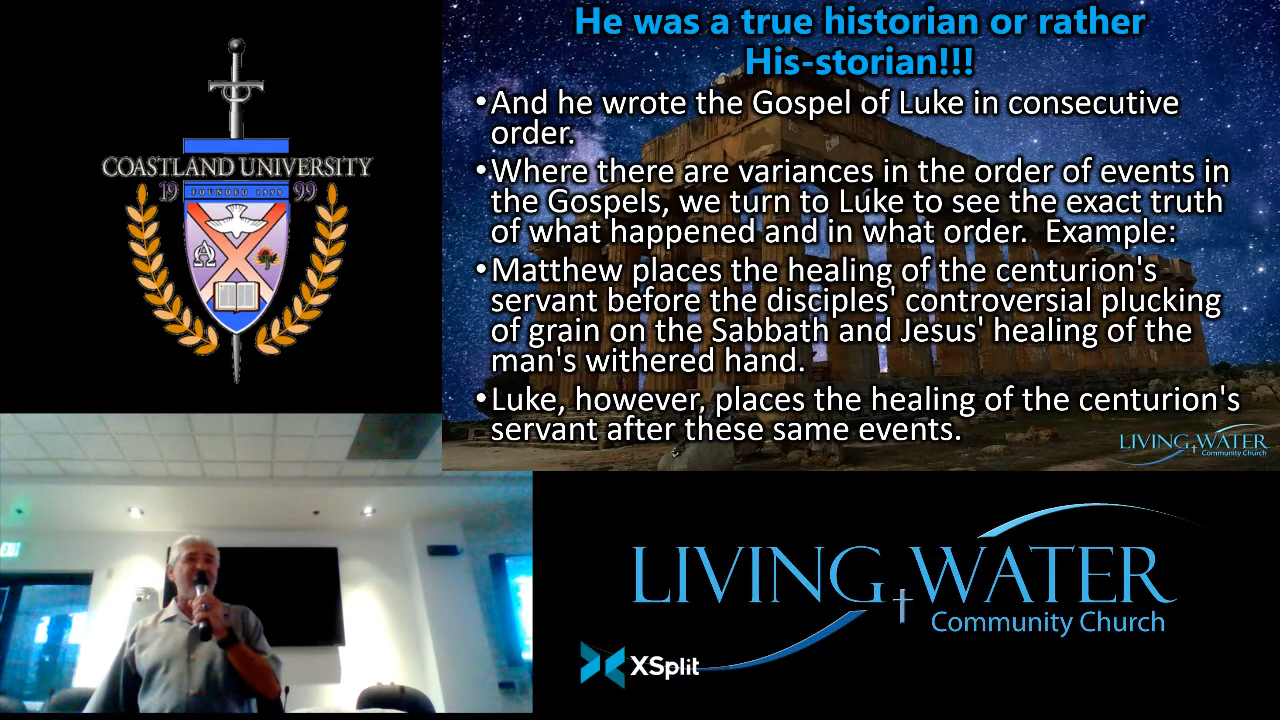 COASTLAND UNIVERSITY
19 FOUNDED 1999 99
He was a true historian or rather
His-storian!!!
•And he wrote the Gospel of Luke in consecutive
order.
•Where there are variances in the order of events in
the Gospels, we turn to Luke to see the exact truth
of what happened and in what order.  Example:
•Matthew places the healing of the centurion's
servant before the disciples' controversial plucking
of grain on the Sabbath and Jesus' healing of the
man's withered hand.
•Luke, however, places the healing of the centurion's
servant after these same events.
LIVING WATER
Community Church
LIVING WATER
Community Church
XSplit